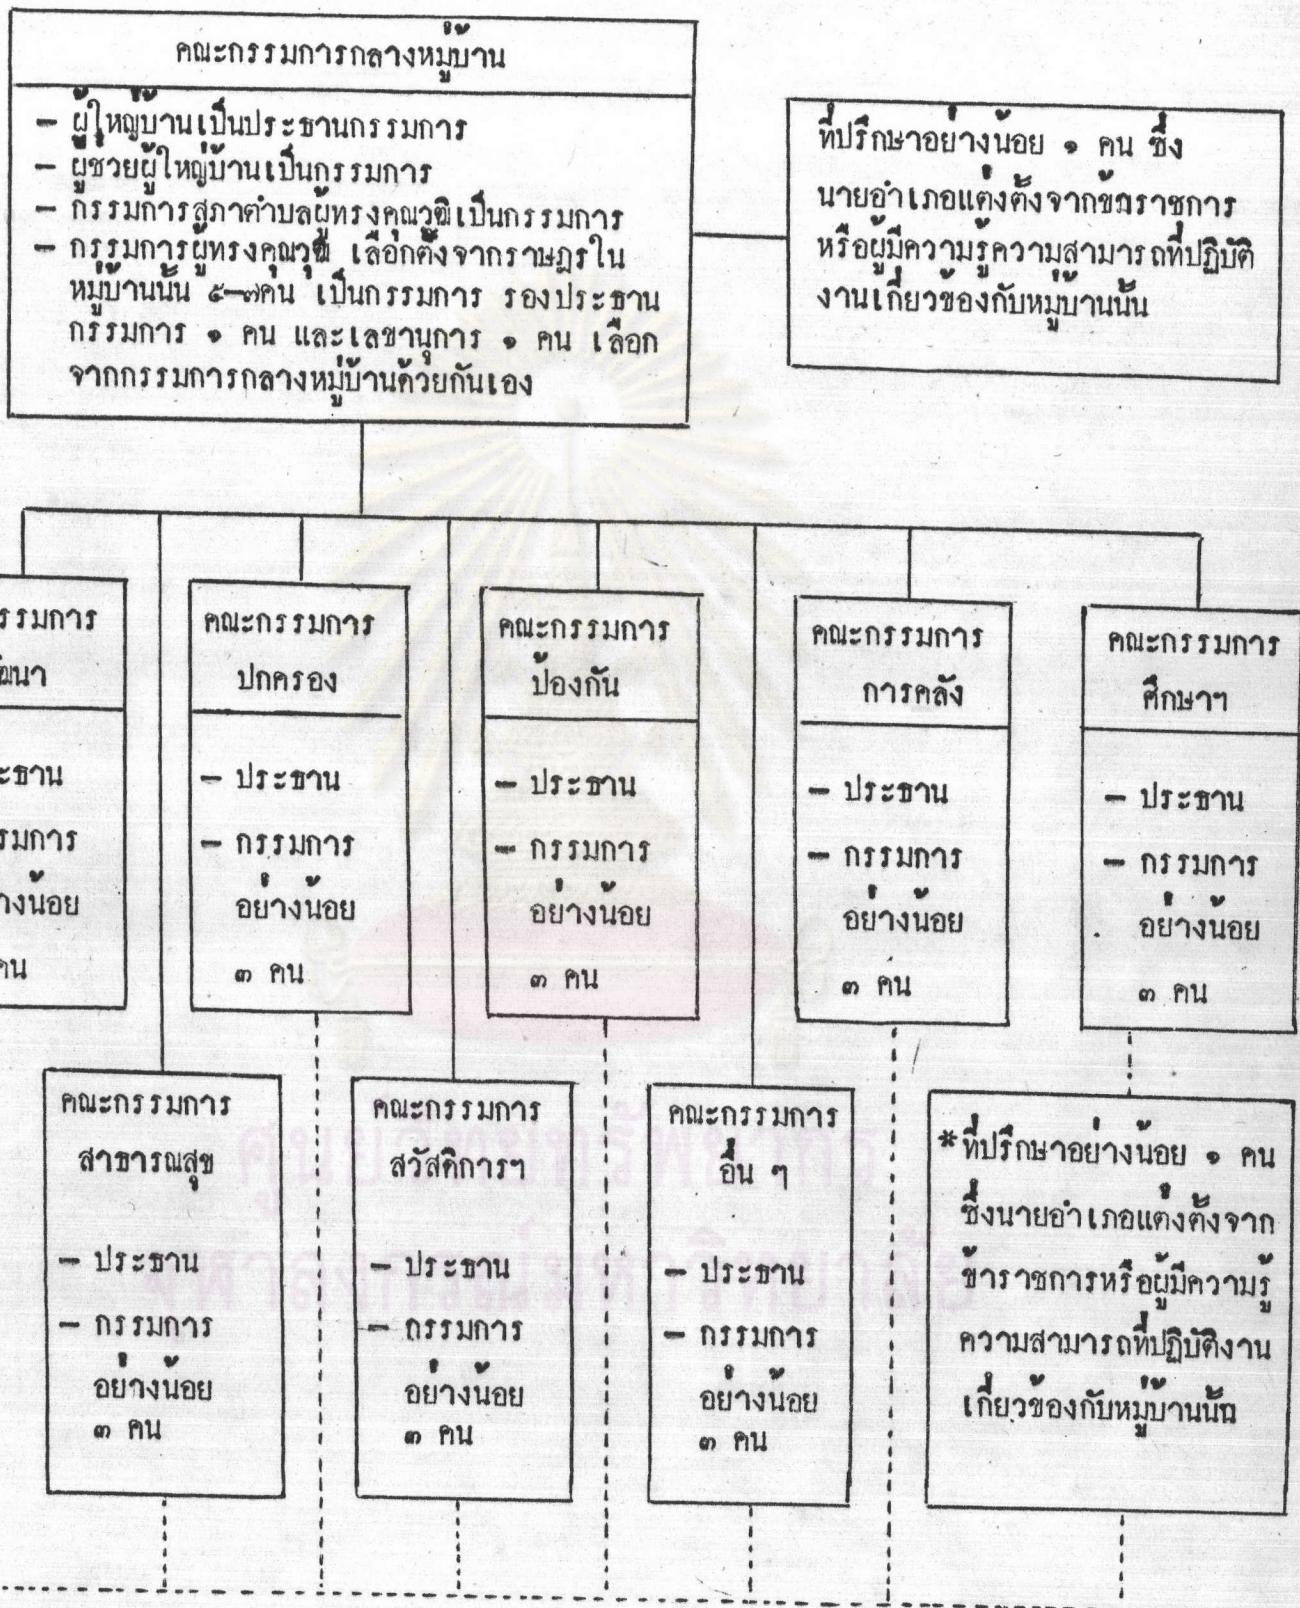 คณะกรรมการกลางหมู่บ้าน
- ผู้ใหญ่บ้านเป็นประธานกรรมการ
- ผู้ช่วยผู้ใหญ่บ้านเป็นกรรมการ
- กรรมการสภาตำบลผู้ทรงคุณวุฒิเป็นกรรมการ
- กรรมการผู้ทรงคุณวุฒิ เลือกตั้งจากราษฎรใน
หมู่บ้านนั้น ๕-๗คน เป็นกรรมการ รองประธาน
กรรมการ ๑ คน และเลขานุการ ๑ คน เลือก
จากกรรมการกลางหมู่บ้านด้วยกันเอง
ที่ปรึกษาอย่างน้อย ๑ คน ซึ่ง
นายอำเภอแต่งตั้งจากข้าราชการ
หรือผู้มีความรู้ความสามารถที่ปฏิบัติ
งานเกี่ยวข้องกับหมู่บ้านนั้น
รรมการ
ฒนา
ะธาน
รมการ
างน้อย
คน
คณะกรรมการ
ปกครอง
- ประธาน
- กรรมการ
อย่างน้อย
๓ คน
คณะกรรมการ
ป้องกัน
- ประธาน
- กรรมการ
อย่างน้อย
๓ คน
คณะกรรมการ
การคลัง
- ประธาน
- กรรมการ
อย่างน้อย
๓ คน
คณะกรรมการ
ศึกษาฯ
- ประธาน
- กรรมการ
อย่างน้อย
๓ คน
คณะกรรมการ
สาธารณสุข
- ประธาน
- กรรมการ
อย่างน้อย
๓ คน
คณะกรรมการ
สวัสดิการฯ
- ประธาน
- กรรมการ
อย่างน้อย
๓ คน
คณะกรรมการ
อื่น ๆ
- ประธาน
- กรรมการ
อย่างน้อย
๓ คน
*ที่ปรึกษาอย่างน้อย ๑ คน
ซึ่งนายอำเภอแต่งตั้งจาก
ข้าราชการหรือผู้มีความรู้
ความสามารถที่ปฏิบัติงาน
เกี่ยวข้องกับหมู่บ้านนั้น
ศูนย์วิทยทรัพยากร
จุฬาลงกรณ์มหาวิทยาลัย